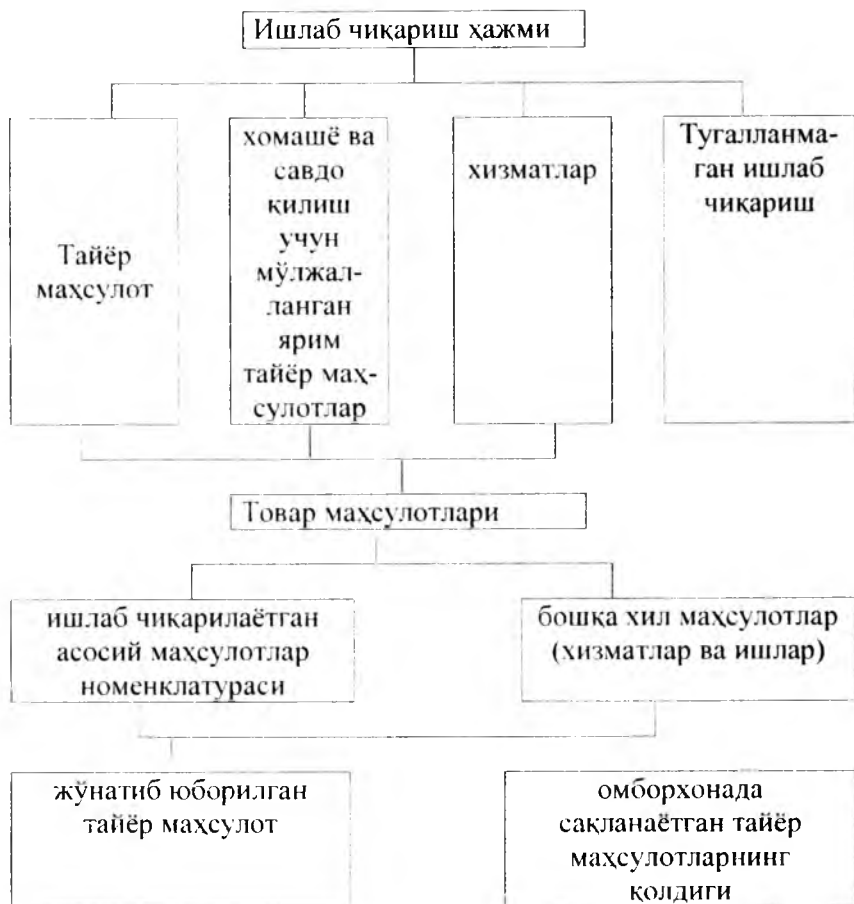 Ишлаб чиқариш ҳажми
Тайёр
маҳсулот
хомашё ва
савдо
қилиш
учун
мўлжал-
ланган
ярим
тайёр маҳ-
сулотлар
хизматлар
Тугалланма-
ган ишлаб
чиқариш
Товар маҳсулотлари
ишлаб чиқарилаётган
асосий маҳсулотлар
номенклатураси
бошқа хил маҳсулотлар
(хизматлар ва ишлар)
жўнатиб юборилган
тайёр маҳсулот
омборхонада
сақланаётган тайёр
маҳсулотларнинг
қолдиғи